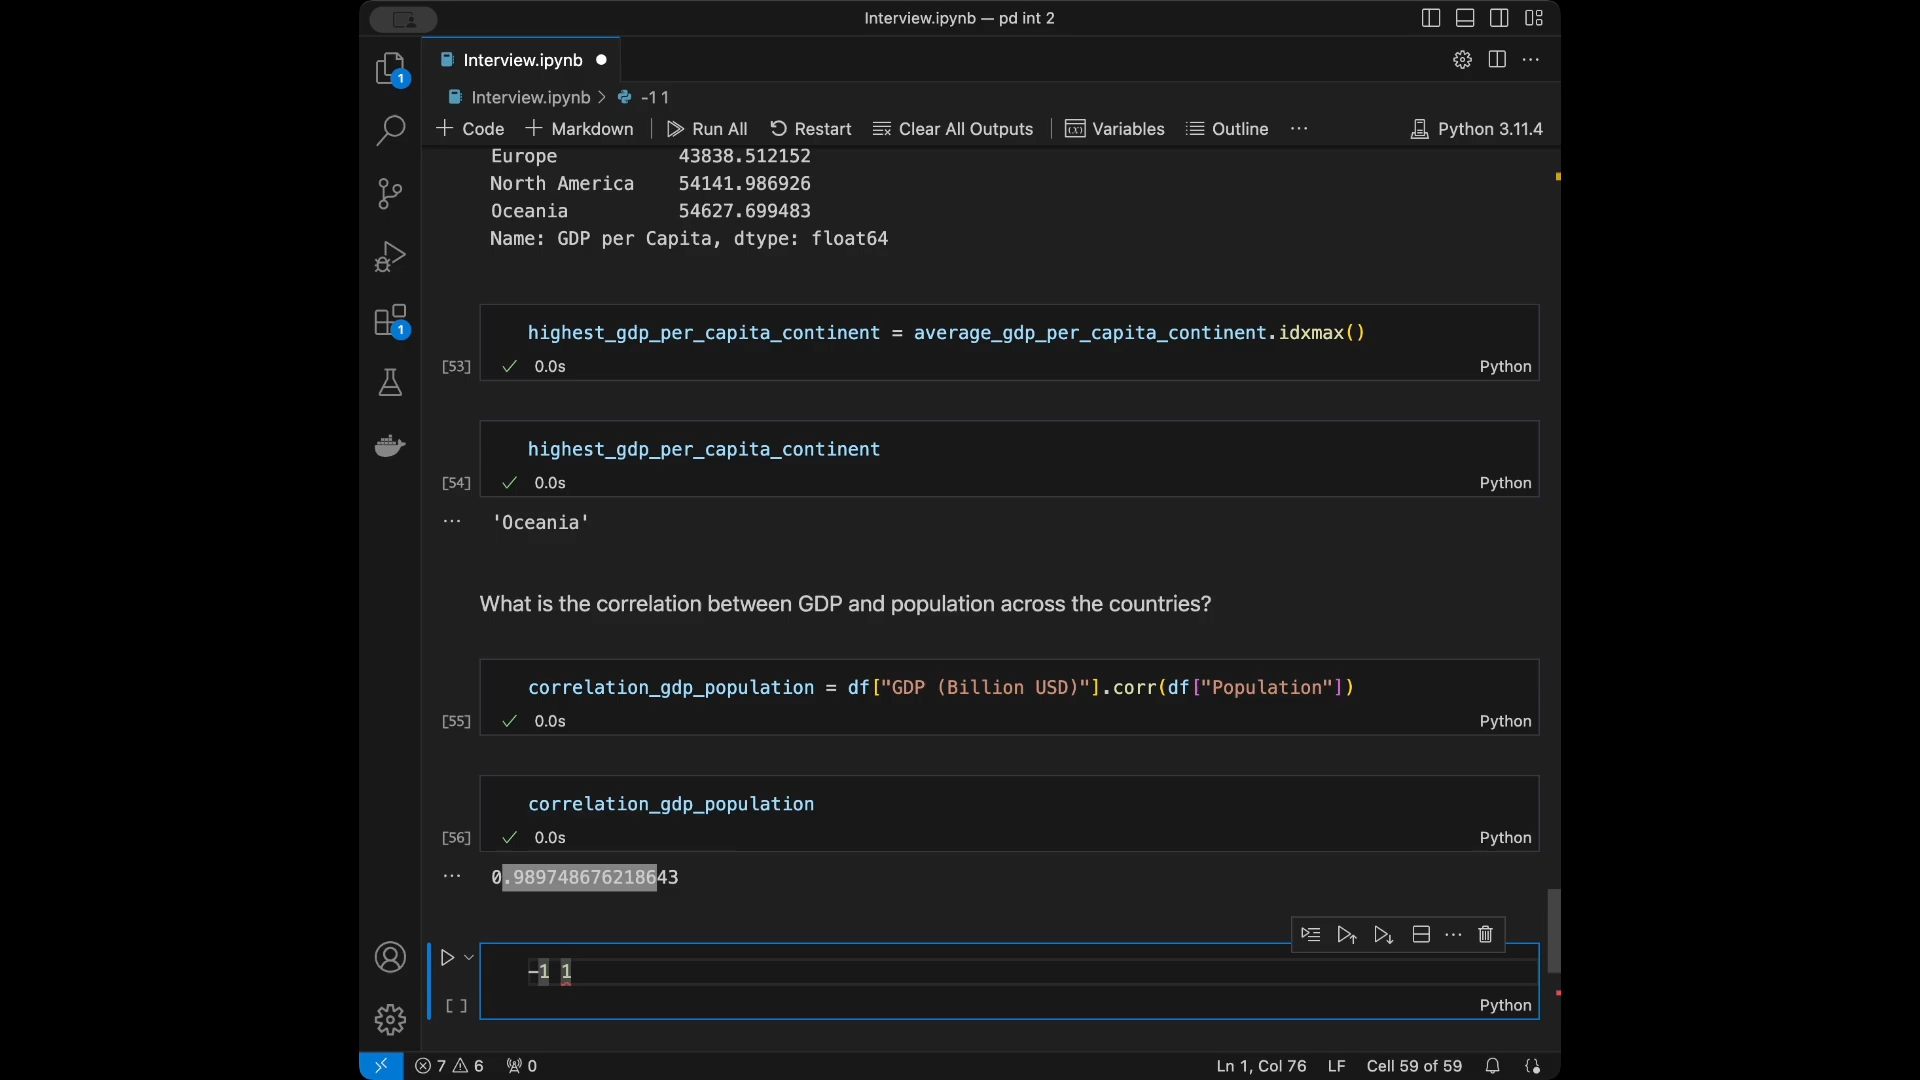 Interview.ipynb — pd int 2
Interview.ipynb
Interview.ipynb > -1 1
Code Markdown Run All Restart Clear All Outputs Variables Outline ... Python 3.11.4
Europe 43838.512152
North America 54141.986926
Oceania 54627.699483
Name: GDP per Capita, dtype: float64
highest_gdp_per_capita_continent = average_gdp_per_capita_continent.idxmax()
[53] 0.0s Python
highest_gdp_per_capita_continent
[54] 0.0s Python
'Oceania'
What is the correlation between GDP and population across the countries?
correlation_gdp_population = df["GDP (Billion USD)"].corr(df["Population"])
[55] 0.0s Python
correlation_gdp_population
[56] 0.0s Python
0.989748676218643
-1 1
[ ] Python
7 6 0 Ln 1, Col 76 LF Cell 59 of 59
1
1